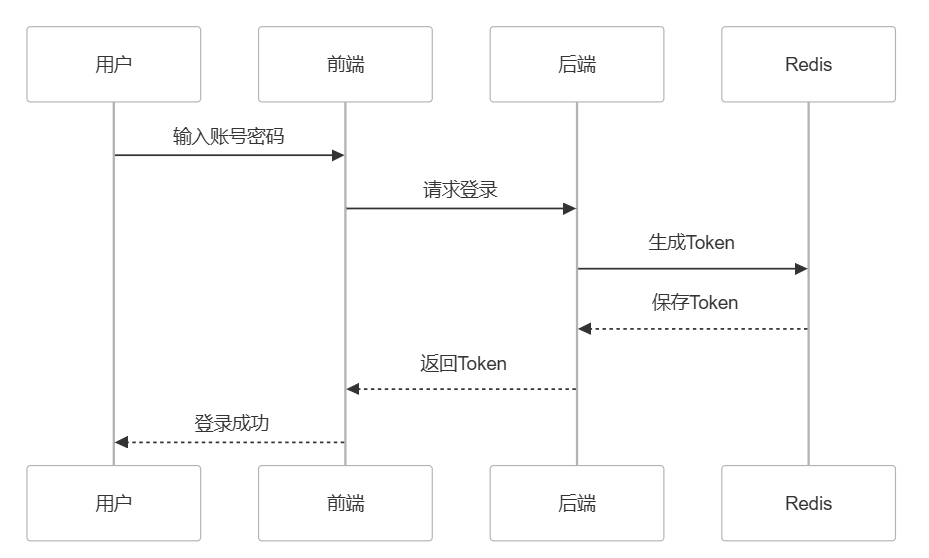 用户
前端
后端
Redis
输入账号密码
请求登录
生成Token
保存Token
返回Token
登录成功
用户
前端
后端
Redis